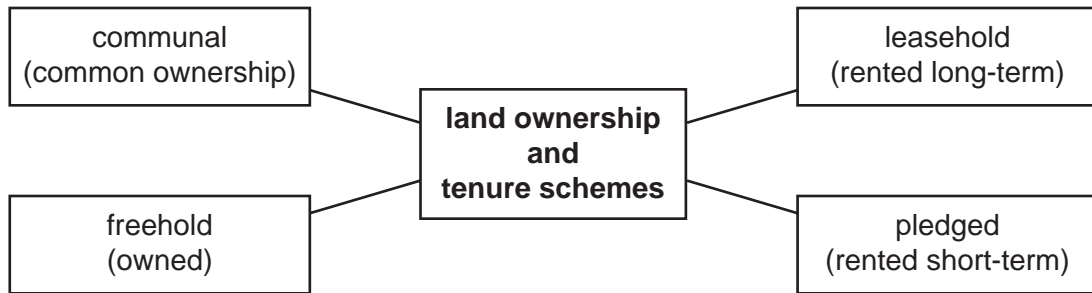 communal
(common ownership)
leasehold
(rented long-term)
land ownership
and
tenure schemes
freehold
(owned)
pledged
(rented short-term)